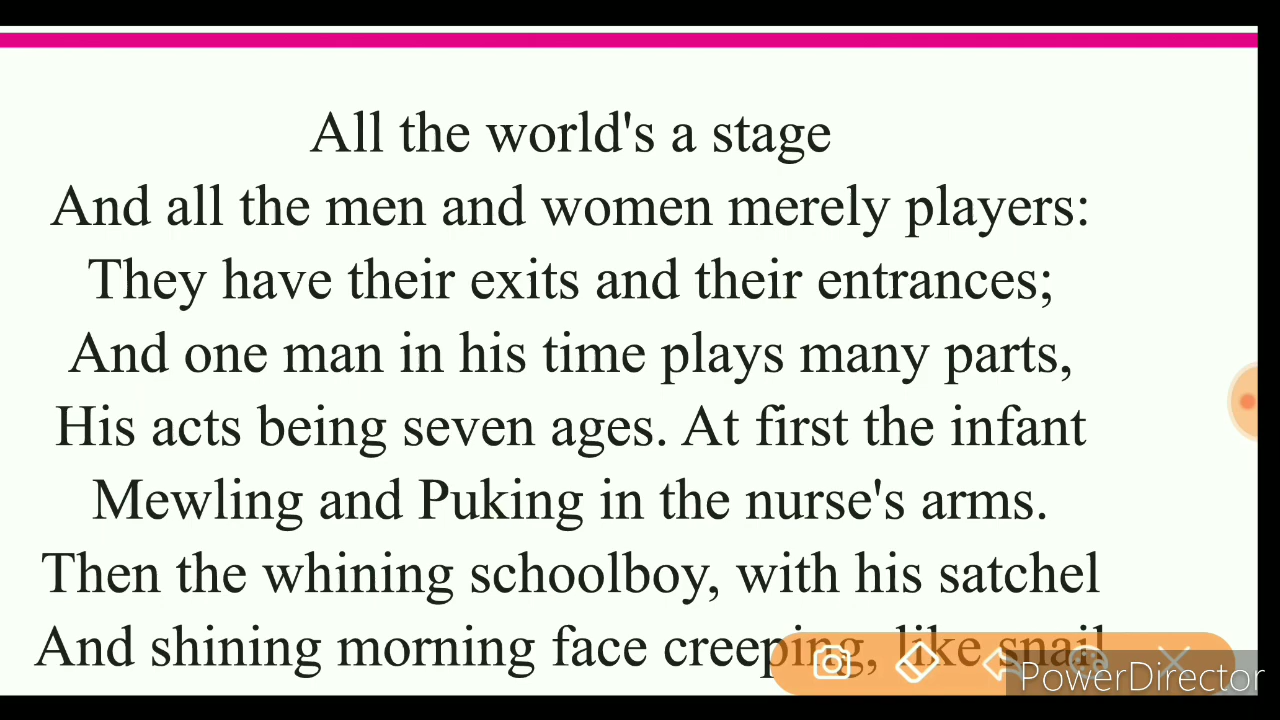 All the world's a stage
And all the men and women merely players:
They have their exits and their entrances;
And one man in his time plays many parts,
His acts being seven ages. At first the infant
Mewling and Puking in the nurse's arms.
Then the whining schoolboy, with his satchel
And shining morning face creeping, like snail
PowerDirector